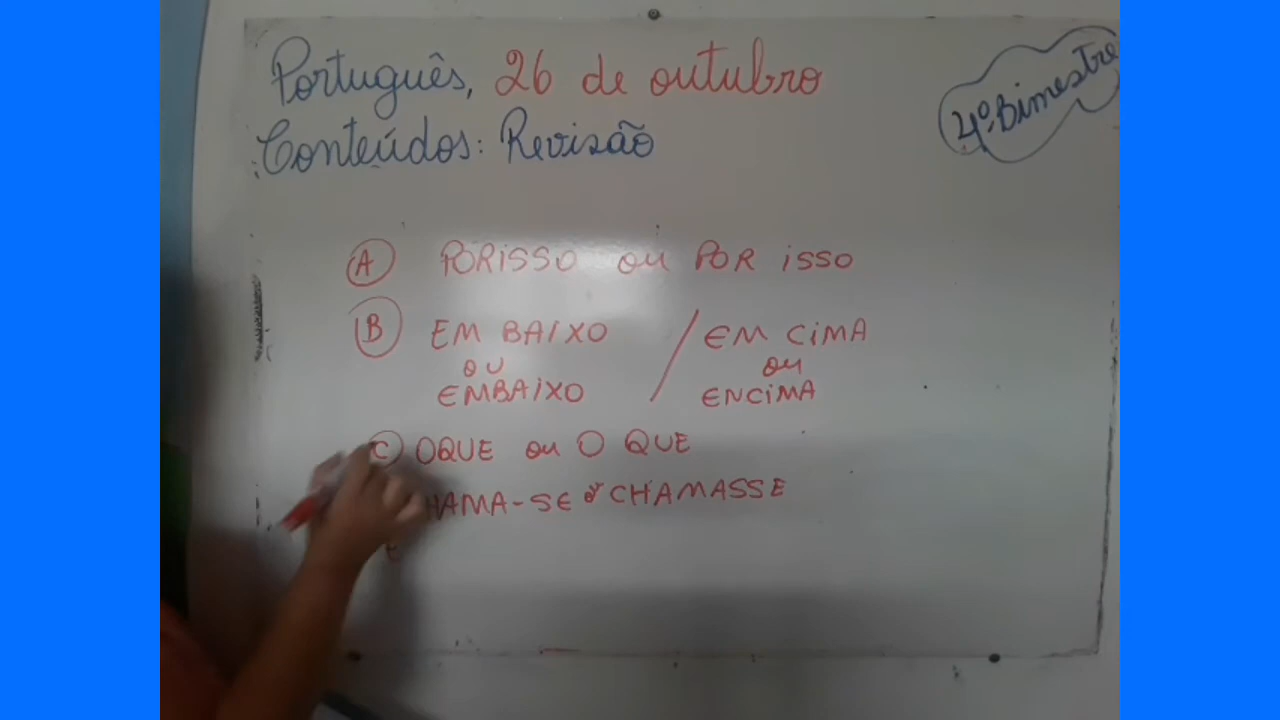 Português, 26 de outubro
4º. Bimestre
Conteúdos: Revisão
A PORISSO ou POR ISSO
B EM BAIXO / EM CIMA
OU ou
EMBAIXO ENCIMA
C OQUE ou O QUE
HAMA-SE CHAMASSE